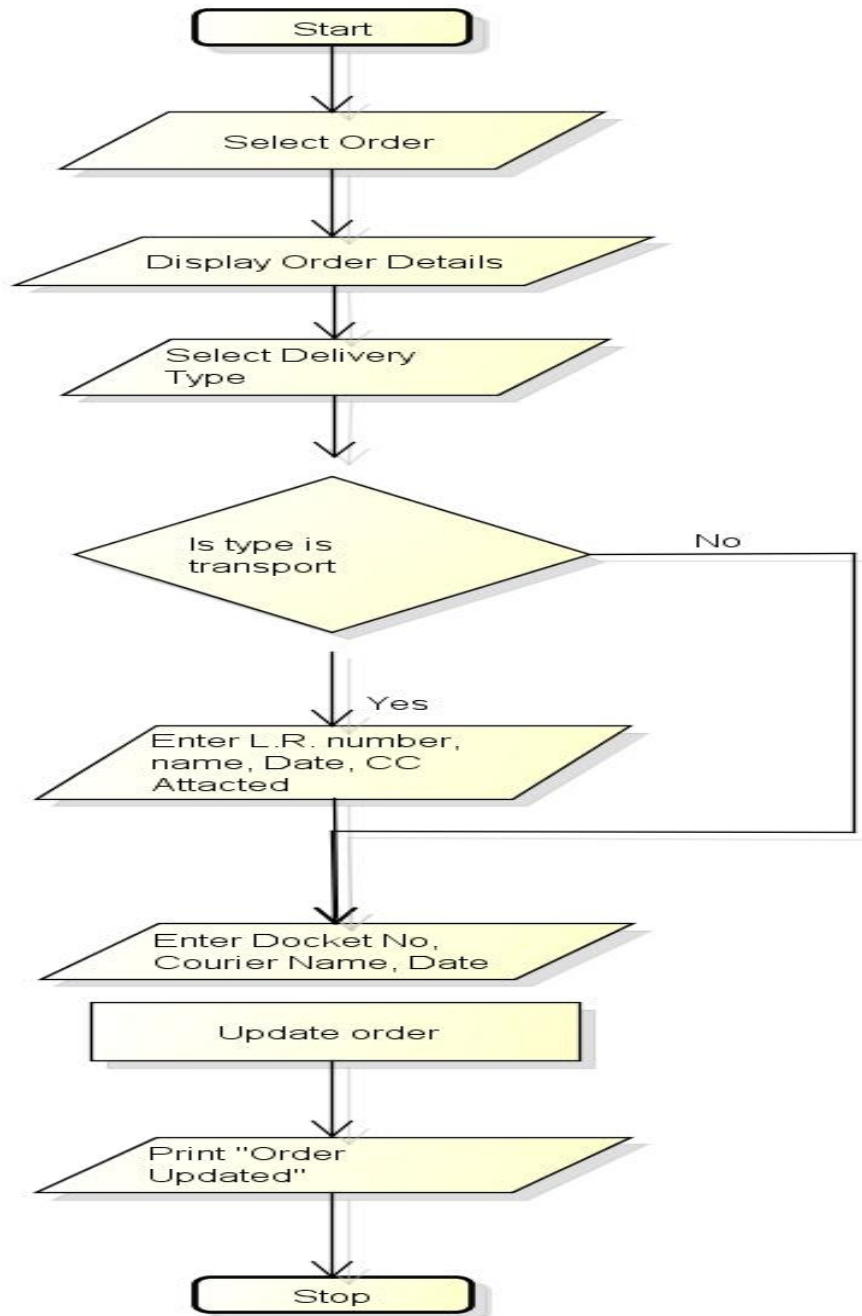 Start
Select Order
Display Order Details
Select Delivery
Type
Is type is
transport
No
Yes
Enter L.R. number,
name, Date, CC
Attacted
Enter Docket No,
Courier Name, Date
Update order
Print "Order
Updated"
Stop